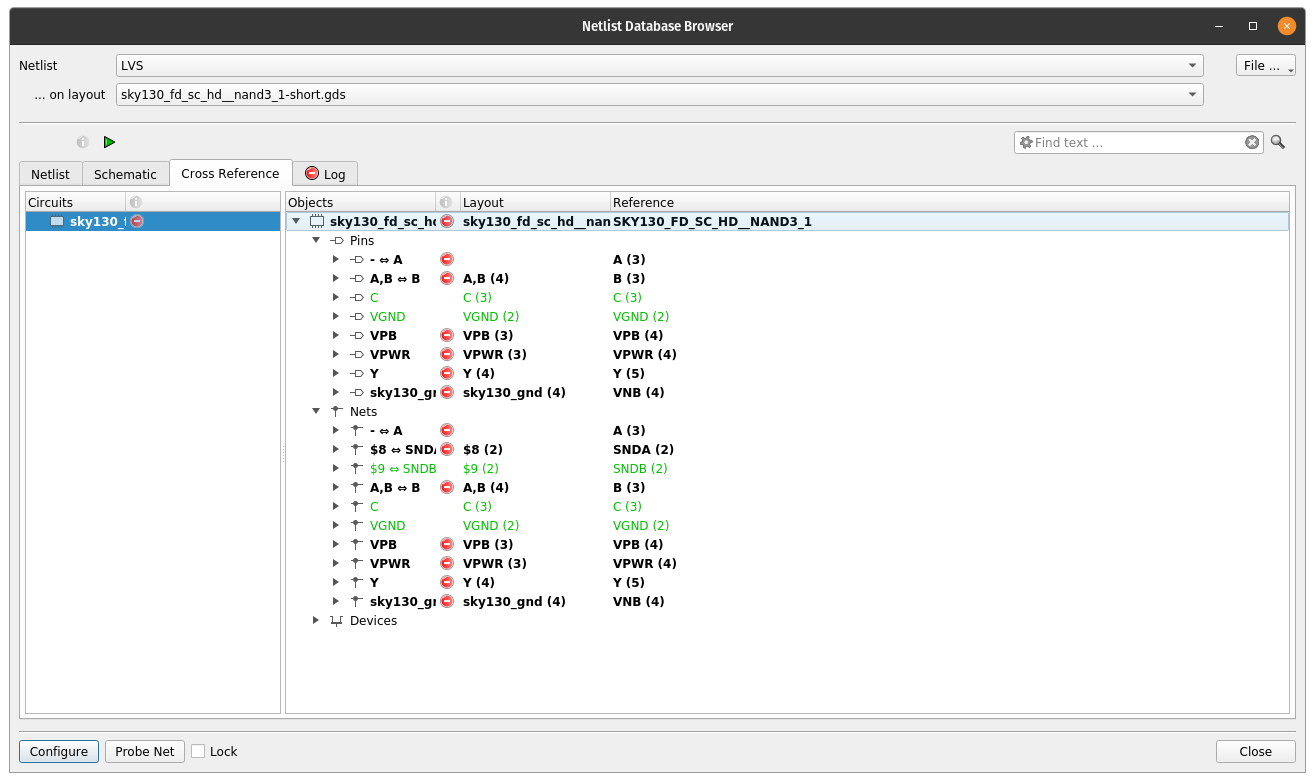 Netlist Database Browser
Netlist LVS File ...
... on layout sky130_fd_sc_hd__nand3_1-short.gds
Find text ...
Netlist Schematic Cross Reference Log
Circuits Objects Layout Reference
sky130_f sky130_fd_sc_hd sky130_fd_sc_hd__nan SKY130_FD_SC_HD__NAND3_1
Pins
- ⇔ A A (3)
A,B ⇔ B A,B (4) B (3)
C C (3) C (3)
VGND VGND (2) VGND (2)
VPB VPB (3) VPB (4)
VPWR VPWR (3) VPWR (4)
Y Y (4) Y (5)
sky130_gn sky130_gnd (4) VNB (4)
Nets
- ⇔ A A (3)
$8 ⇔ SNDA $8 (2) SNDA (2)
$9 ⇔ SNDB $9 (2) SNDB (2)
A,B ⇔ B A,B (4) B (3)
C C (3) C (3)
VGND VGND (2) VGND (2)
VPB VPB (3) VPB (4)
VPWR VPWR (3) VPWR (4)
Y Y (4) Y (5)
sky130_gn sky130_gnd (4) VNB (4)
Devices
Configure Probe Net Lock Close